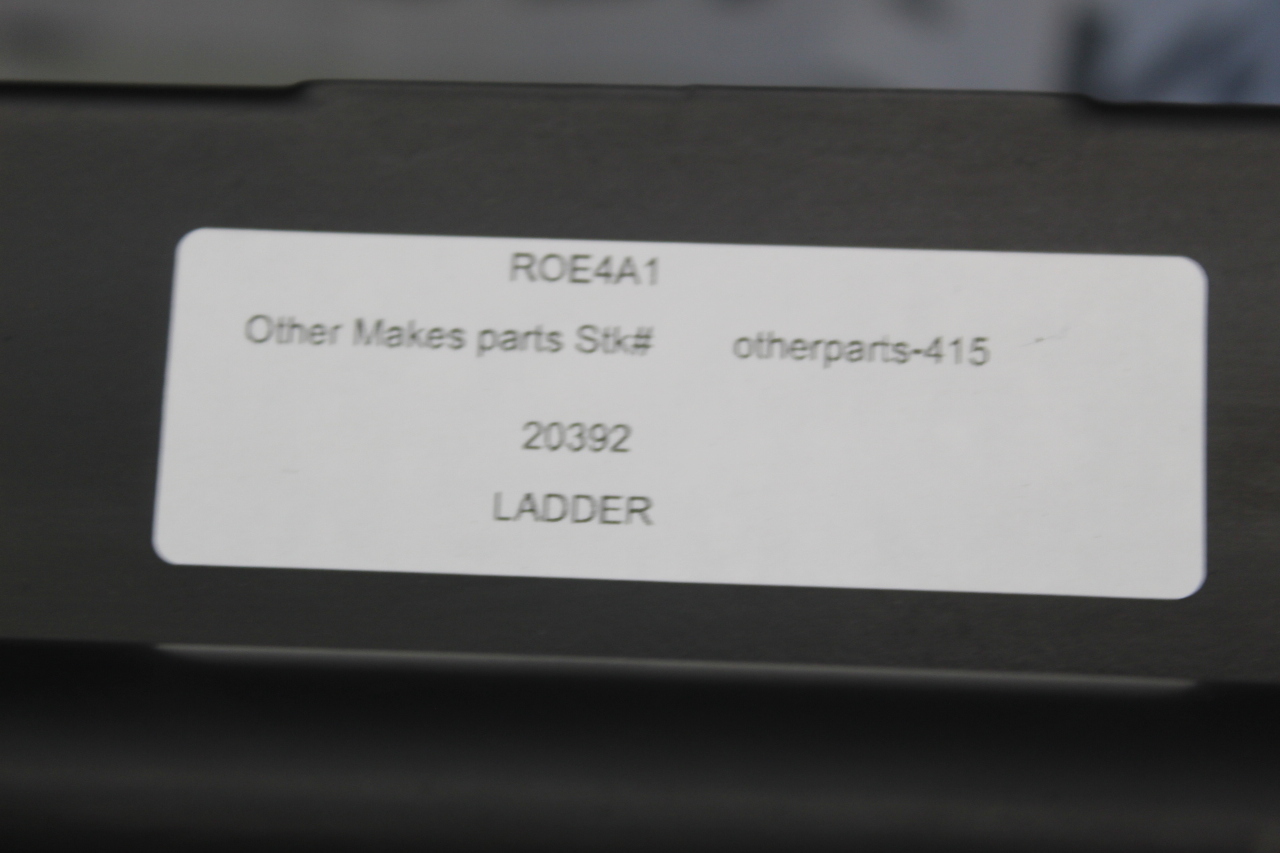 ROE4A1
Other Makes parts Stk# otherparts-415
20392
LADDER